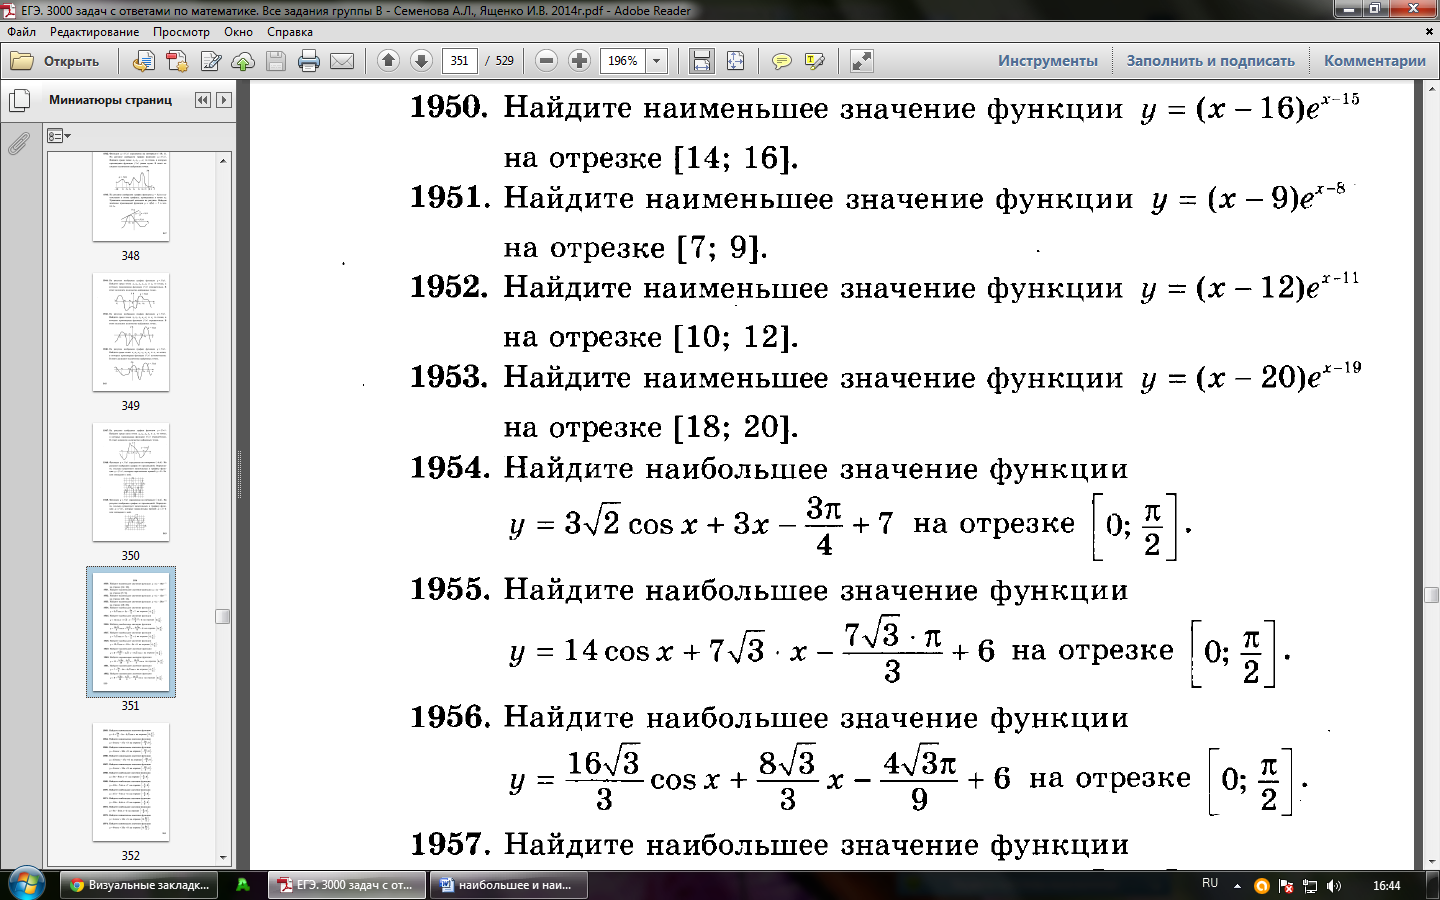 ЕГЭ. 3000 задач с ответами по математике. Все задания группы В - Семенова А.Л., Ященко И.В. 2014г.pdf - Adobe Reader
Файл Редактирование Просмотр Окно Справка
Открыть 351 / 529 196% Инструменты Заполнить и подписать Комментарии
Миниатюры страниц
348
349
350
351
352
1950. Найдите наименьшее значение функции y = (x − 16)e^{x−15}
на отрезке [14; 16].
1951. Найдите наименьшее значение функции y = (x − 9)e^{x−8}
на отрезке [7; 9].
1952. Найдите наименьшее значение функции y = (x − 12)e^{x−11}
на отрезке [10; 12].
1953. Найдите наименьшее значение функции y = (x − 20)e^{x−19}
на отрезке [18; 20].
1954. Найдите наибольшее значение функции
y = 3√2 cos x + 3x − 3π/4 + 7 на отрезке [0; π/2].
1955. Найдите наибольшее значение функции
y = 14 cos x + 7√3 · x − 7√3 · π/3 + 6 на отрезке [0; π/2].
1956. Найдите наибольшее значение функции
y = 16√3/3 cos x + 8√3/3 x − 4√3π/9 + 6 на отрезке [0; π/2].
1957. Найдите наибольшее значение функции
Визуальные закладк... ЕГЭ. 3000 задач с от... наибольшее и наи... RU 16:44